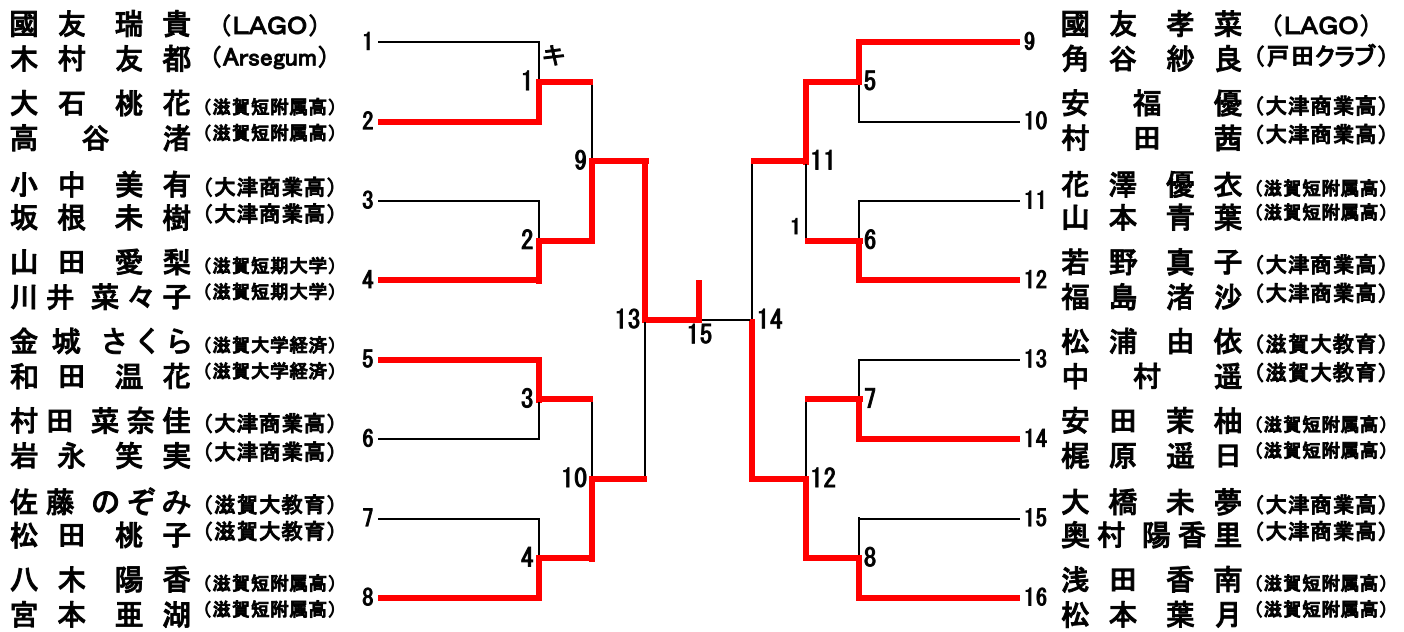 國友瑞貴 （LAGO）
木村友都 （Arsegum）
1
キ
1
大石桃花 （滋賀短附属高）
高谷渚 （滋賀短附属高）
2
9
小中美有 （大津商業高）
坂根未樹 （大津商業高）
3
2
山田愛梨 （滋賀短期大学）
川井菜々子 （滋賀短期大学）
4
13
15
金城さくら （滋賀大学経済）
和田温花 （滋賀大学経済）
5
3
村田菜奈佳 （大津商業高）
岩永笑実 （大津商業高）
6
10
佐藤のぞみ （滋賀大教育）
松田桃子 （滋賀大教育）
7
4
八木陽香 （滋賀短附属高）
宮本亜湖 （滋賀短附属高）
8
9
國友孝菜 （LAGO）
角谷紗良 （戸田クラブ）
5
10
安福優 （大津商業高）
村田茜 （大津商業高）
11
11
花澤優衣 （滋賀短附属高）
山本青葉 （滋賀短附属高）
1
6
12
若野真子 （大津商業高）
福島渚沙 （大津商業高）
14
13
松浦由依 （滋賀大教育）
中村遥 （滋賀大教育）
7
14
安田茉柚 （滋賀短附属高）
梶原遥日 （滋賀短附属高）
12
15
大橋未夢 （大津商業高）
奥村陽香里 （大津商業高）
8
16
浅田香南 （滋賀短附属高）
松本葉月 （滋賀短附属高）